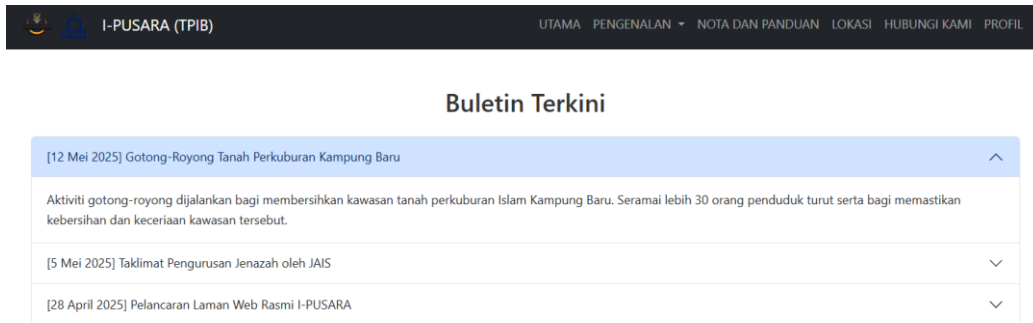 I-PUSARA (TPIB) UTAMA PENGENALAN NOTA DAN PANDUAN LOKASI HUBUNGI KAMI PROFIL
Buletin Terkini
[12 Mei 2025] Gotong-Royong Tanah Perkuburan Kampung Baru
Aktiviti gotong-royong dijalankan bagi membersihkan kawasan tanah perkuburan Islam Kampung Baru. Seramai lebih 30 orang penduduk turut serta bagi memastikan
kebersihan dan keceriaan kawasan tersebut.
[5 Mei 2025] Taklimat Pengurusan Jenazah oleh JAIS
[28 April 2025] Pelancaran Laman Web Rasmi I-PUSARA